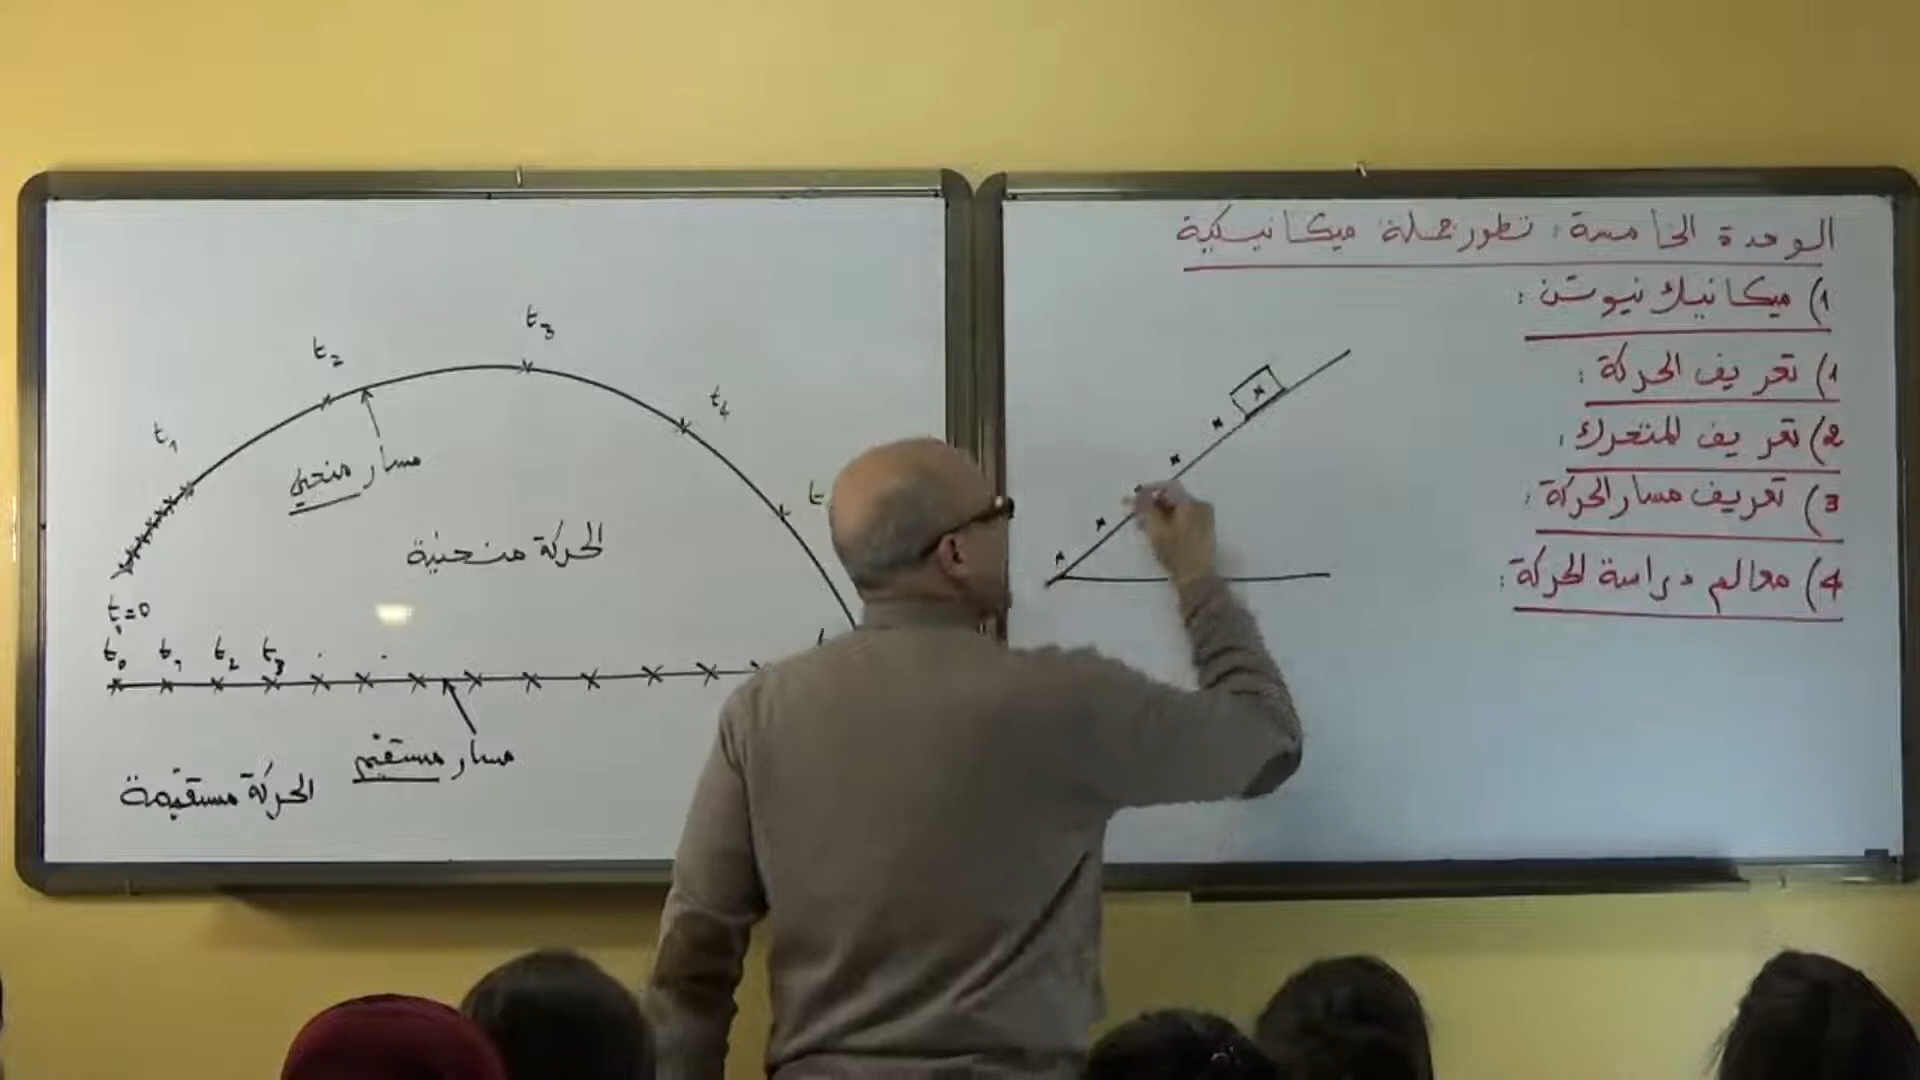 الوحدة الخامسة: تطور جملة ميكانيكية
1) ميكانيك نيوتن:
1) تعريف الحركة:
2) تعريف المتحرك:
3) تعريف مسار الحركة:
4) معالم دراسة الحركة:
t₃
t₂
t₄
t₁
مسار منحني
t
الحركة منحنية
t₁=0
t₀ t₁ t₂ t₃
مسار مستقيم
الحركة مستقيمة